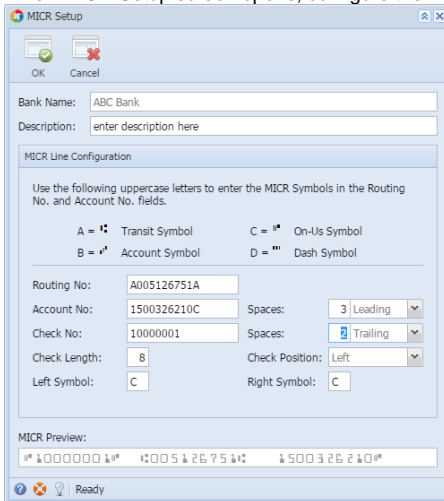 MICR Setup
OK Cancel
Bank Name: ABC Bank
Description: enter description here
MICR Line Configuration
Use the following uppercase letters to enter the MICR Symbols in the Routing
No. and Account No. fields.
A = ⑆ Transit Symbol C = ⑈ On-Us Symbol
B = ⑇ Account Symbol D = ⑉ Dash Symbol
Routing No: A005126751A
Account No: 1500326210C Spaces: 3 Leading
Check No: 10000001 Spaces: 2 Trailing
Check Length: 8 Check Position: Left
Left Symbol: C Right Symbol: C
MICR Preview:
⑈10000001⑈ ⑆005126751⑆ 1500326210⑈
Ready